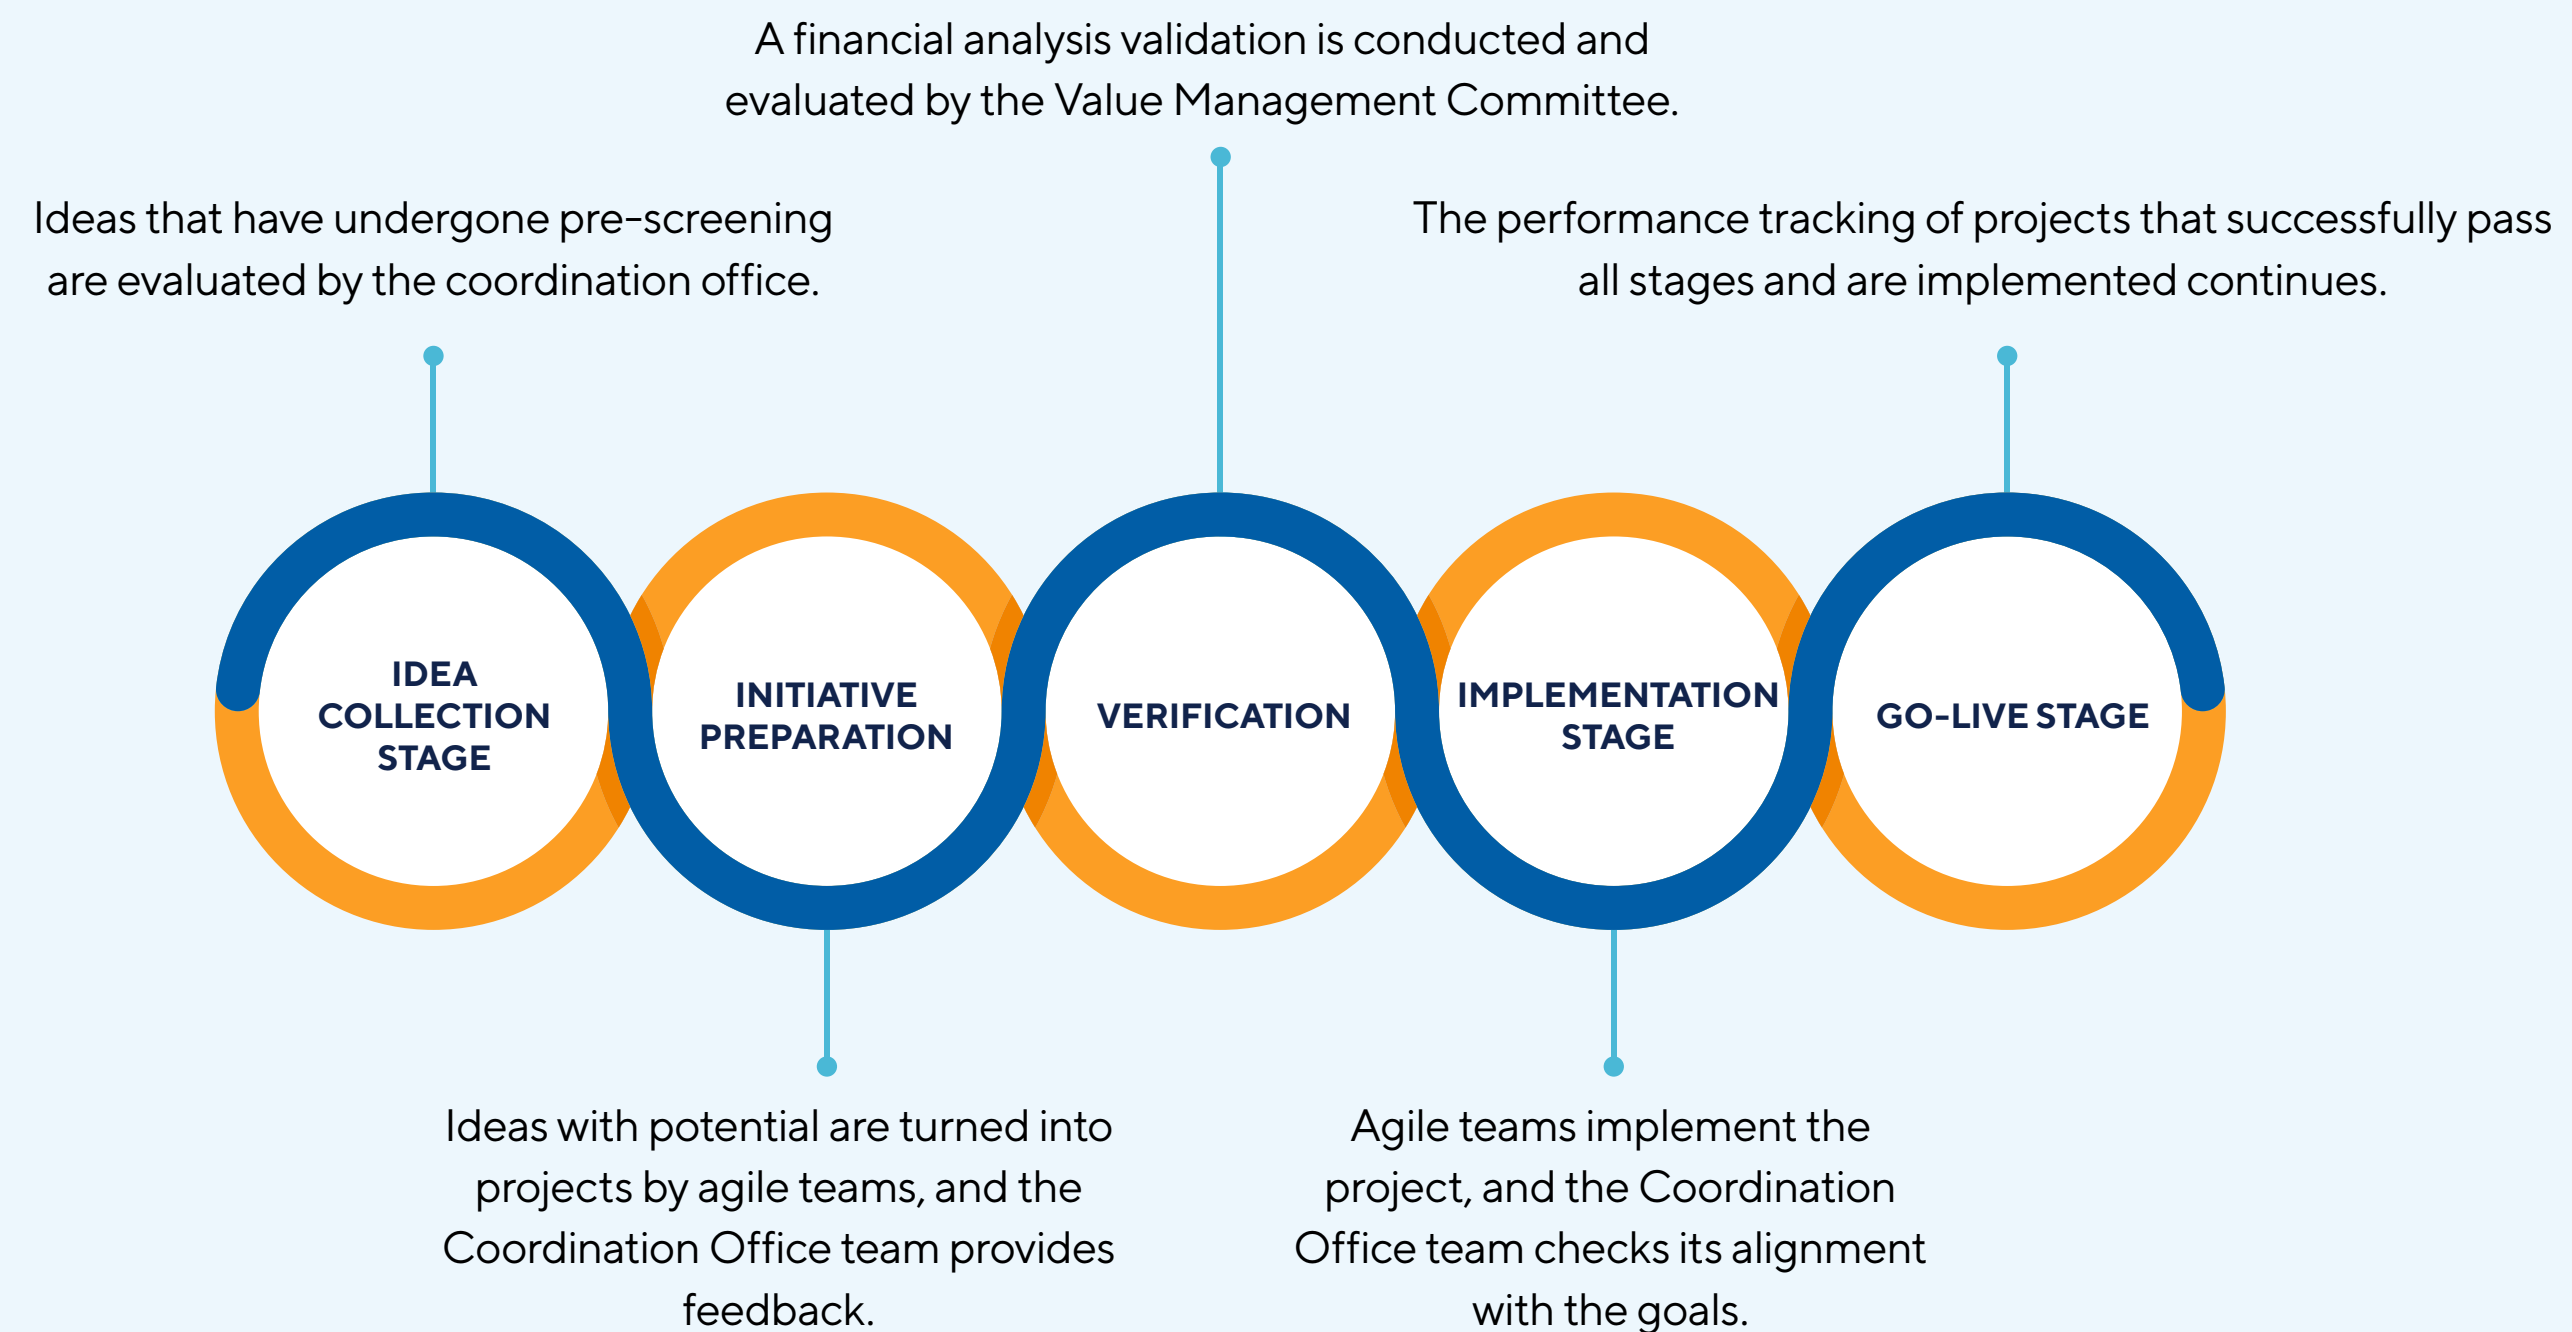 A financial analysis validation is conducted and
evaluated by the Value Management Committee.
Ideas that have undergone pre-screening
are evaluated by the coordination office.
The performance tracking of projects that successfully pass
all stages and are implemented continues.
IDEA
COLLECTION
STAGE
INITIATIVE
PREPARATION
VERIFICATION
IMPLEMENTATION
STAGE
GO-LIVE STAGE
Ideas with potential are turned into
projects by agile teams, and the
Coordination Office team provides
feedback.
Agile teams implement the
project, and the Coordination
Office team checks its alignment
with the goals.